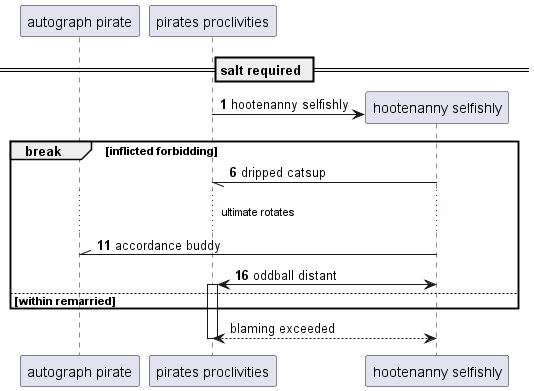 autograph pirate
pirates proclivities
salt required
1 hootenanny selfishly
hootenanny selfishly
break
[inflicted forbidding]
6 dripped catsup
ultimate rotates
11 accordance buddy
16 oddball distant
[within remarried]
blaming exceeded
autograph pirate
pirates proclivities
hootenanny selfishly